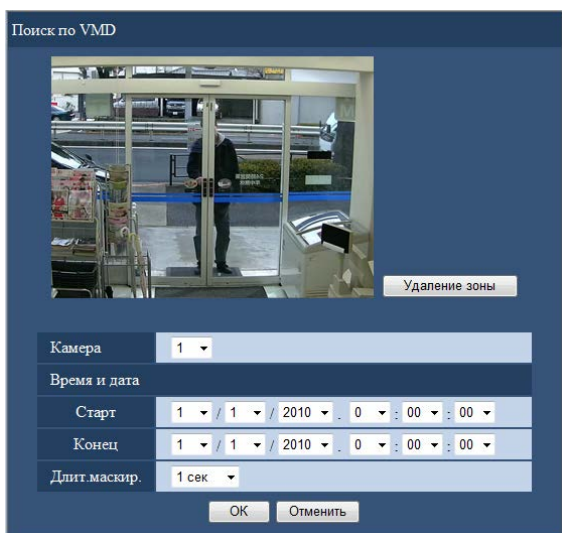 Поиск по VMD
Удаление зоны
Камера 1
Время и дата
Старт 1 / 1 / 2010 . 0 : 00 : 00
Конец 1 / 1 / 2010 . 0 : 00 : 00
Длит.маскир. 1 сек
OK Отменить